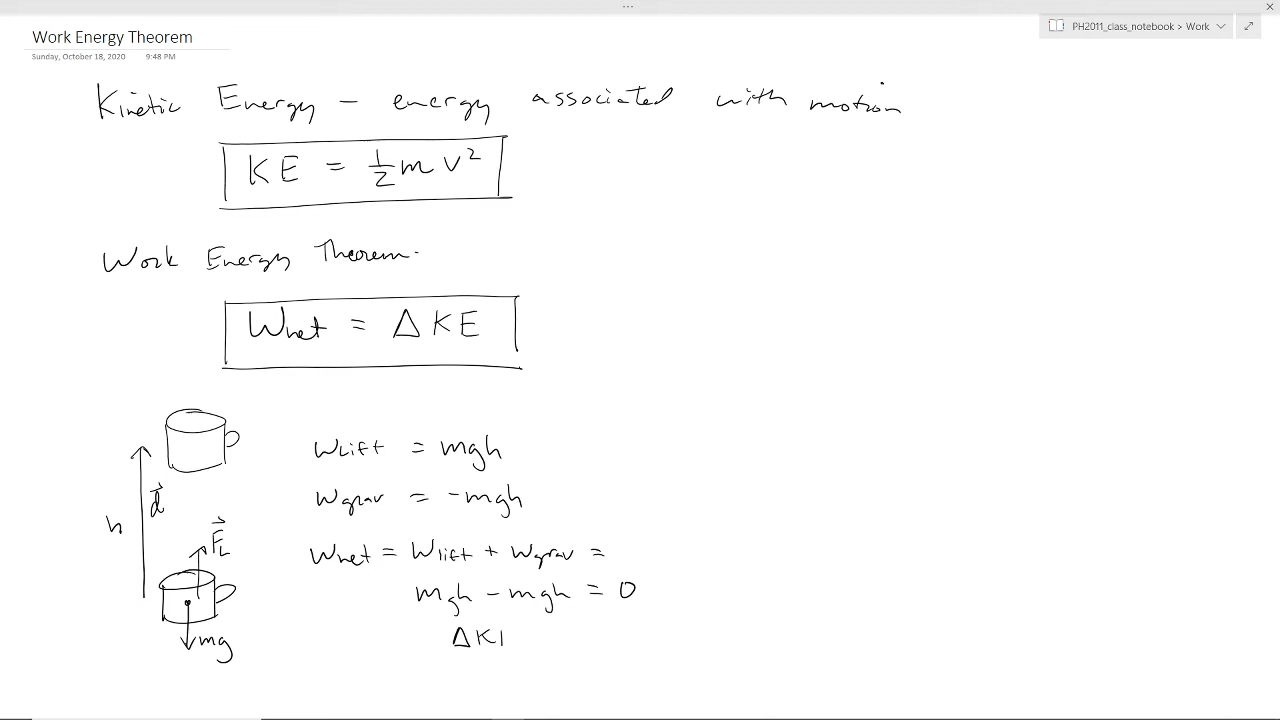 PH2011_class_notebook > Work
Work Energy Theorem
Sunday, October 18, 2020 9:48 PM
Kinetic Energy – energy associated with motion
KE = ½mv²
Work Energy Theorem.
Wnet = ΔKE
Wlift = mgh
d⃗
Wgrav = -mgh
h
F⃗L
Wnet = Wlift + Wgrav =
mgh - mgh = 0
mg
ΔKI